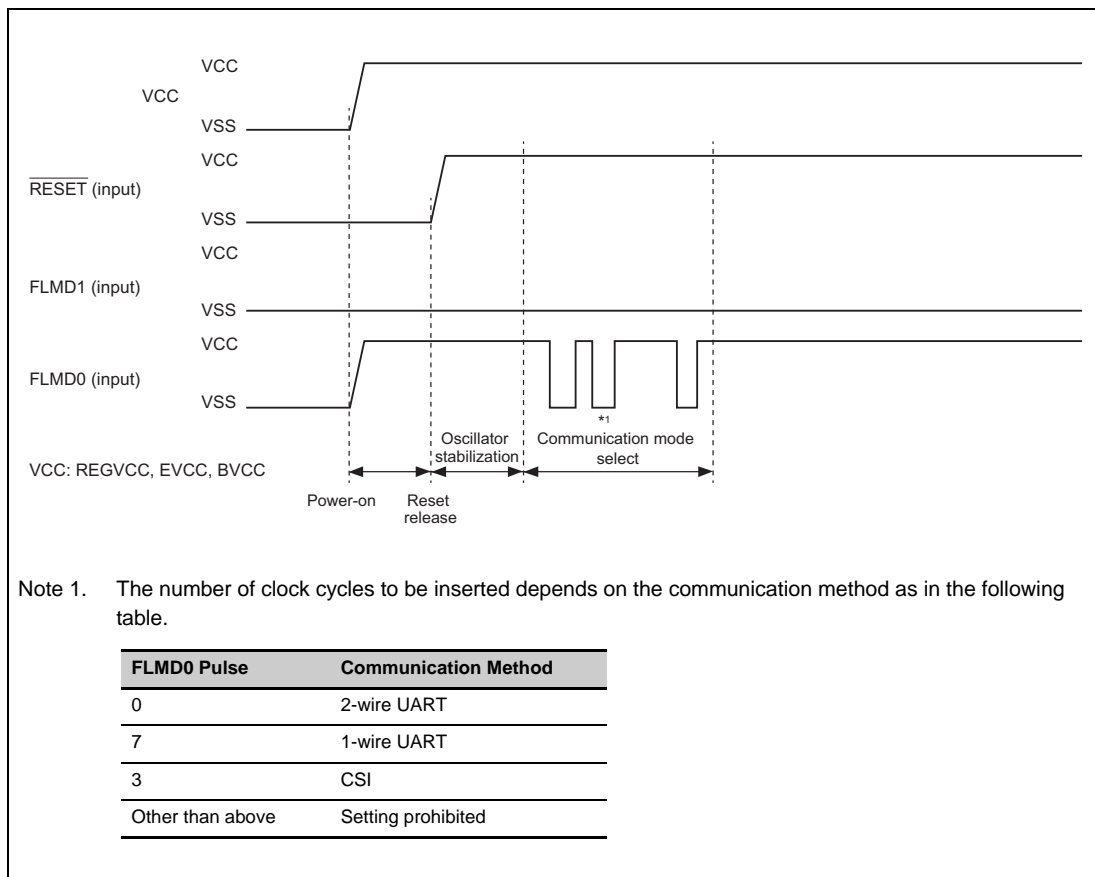 VCC
VCC
VSS
VCC
RESET (input)
VSS
VCC
FLMD1 (input)
VSS
VCC
FLMD0 (input)
VSS
*1
Oscillator
stabilization
Communication mode
select
VCC: REGVCC, EVCC, BVCC
Power-on
Reset
release
Note 1. The number of clock cycles to be inserted depends on the communication method as in the following
table.
FLMD0 Pulse Communication Method
0 2-wire UART
7 1-wire UART
3 CSI
Other than above Setting prohibited